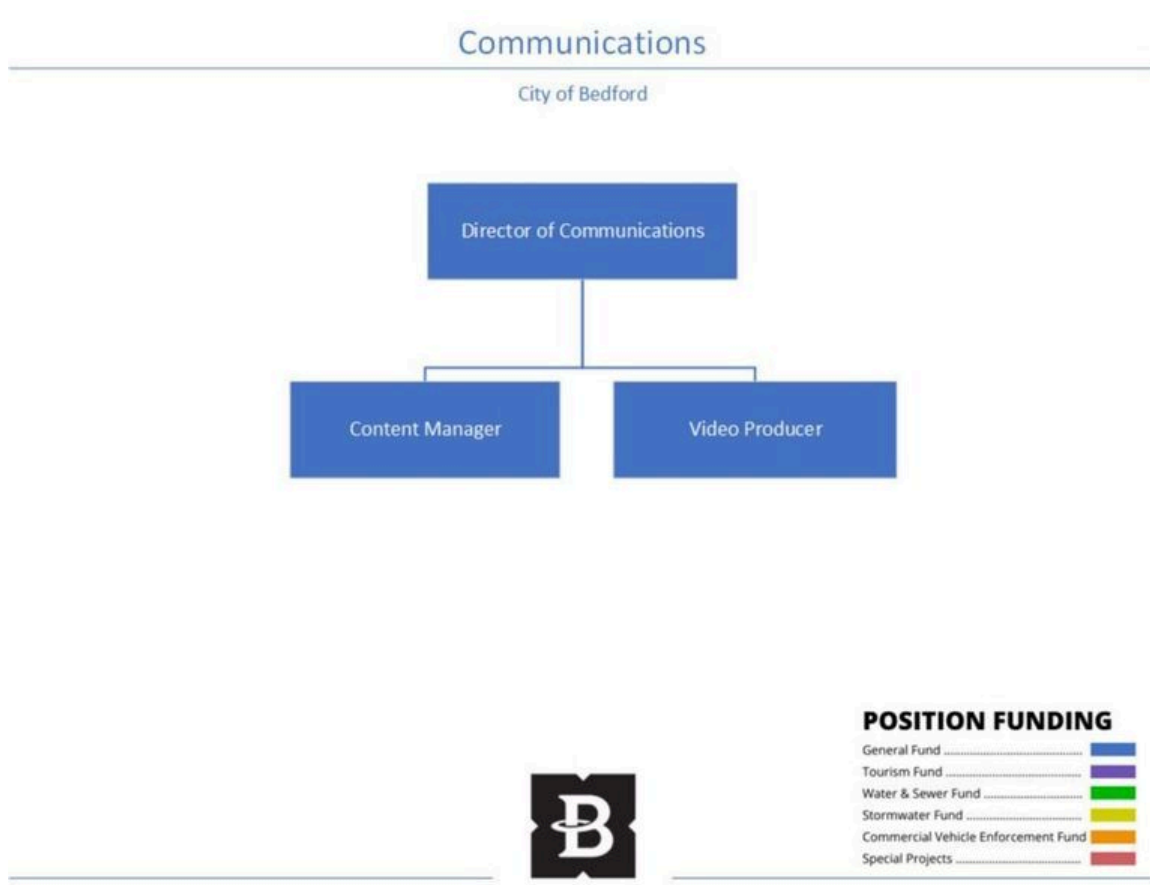 Communications
City of Bedford
Director of Communications
Content Manager
Video Producer
POSITION FUNDING
General Fund
Tourism Fund
Water & Sewer Fund
Stormwater Fund
Commercial Vehicle Enforcement Fund
Special Projects
B